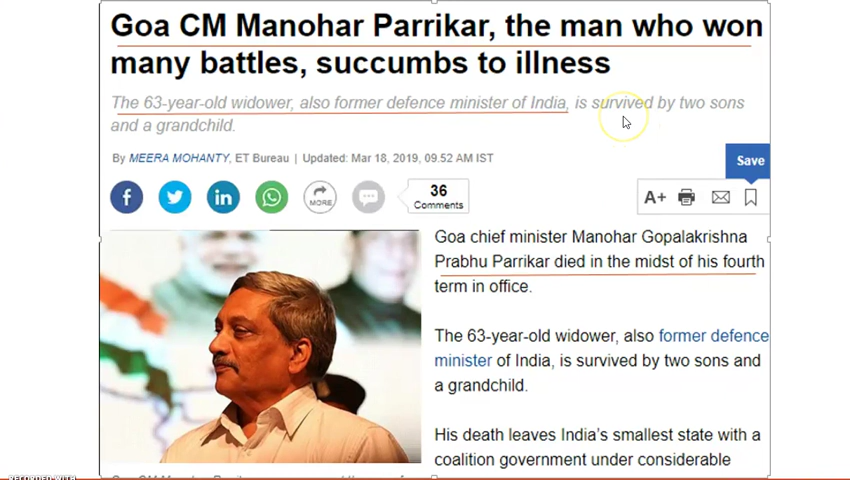 Goa CM Manohar Parrikar, the man who won
many battles, succumbs to illness
The 63-year-old widower, also former defence minister of India, is survived by two sons
and a grandchild.
By MEERA MOHANTY, ET Bureau | Updated: Mar 18, 2019, 09.52 AM IST
Save
MORE
36
Comments
A+
Goa chief minister Manohar Gopalakrishna
Prabhu Parrikar died in the midst of his fourth
term in office.
The 63-year-old widower, also former defence
minister of India, is survived by two sons and
a grandchild.
His death leaves India's smallest state with a
coalition government under considerable
RECORDED WITH